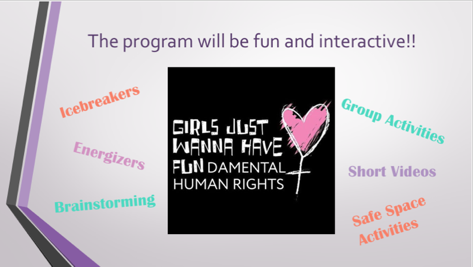 The program will be fun and interactive!!
Icebreakers
Energizers
Brainstorming
GIRLS JUST
WANNA HAVE
FUN DAMENTAL
HUMAN RIGHTS
Group Activities
Short Videos
Safe Space
Activities